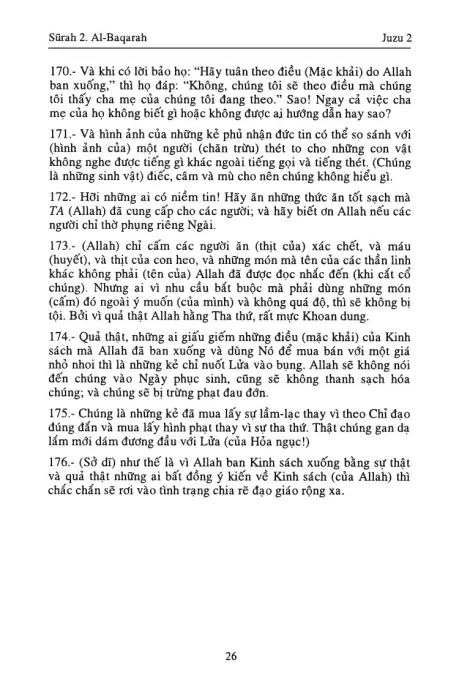 Sūrah 2. Al-Baqarah Juzu 2
170.- Và khi có lời bảo họ: “Hãy tuân theo điều (Mặc khải) do Allah
ban xuống,” thì họ đáp: “Không, chúng tôi sẽ theo điều mà chúng
tôi thấy cha mẹ của chúng tôi đang theo.” Sao! Ngay cả việc cha
mẹ của họ không biết gì hoặc không được ai hướng dẫn hay sao?
171.- Và hình ảnh của những kẻ phủ nhận đức tin có thể so sánh với
(hình ảnh của) một người (chăn trừu) thét to cho những con vật
không nghe được tiếng gì khác ngoài tiếng gọi và tiếng thét. (Chúng
là những sinh vật) điếc, câm và mù cho nên chúng không hiểu gì.
172.- Hỡi những ai có niềm tin! Hãy ăn những thức ăn tốt sạch mà
TA (Allah) đã cung cấp cho các người; và hãy biết ơn Allah nếu các
người chỉ thờ phụng riêng Ngài.
173.- (Allah) chỉ cấm các người ăn (thịt của) xác chết, và máu
(huyết), và thịt của con heo, và những món mà tên của các thần linh
khác không phải (tên của) Allah đã được đọc nhắc đến (khi cắt cổ
chúng). Nhưng ai vì nhu cầu bắt buộc mà phải dùng những món
(cấm) đó ngoài ý muốn (của mình) và không quá độ, thì sẽ không bị
tội. Bởi vì quả thật Allah hằng Tha thứ, rất mực Khoan dung.
174.- Quả thật, những ai giấu giếm những điều (mặc khải) của Kinh
sách mà Allah đã ban xuống và dùng Nó để mua bán với một giá
nhỏ nhoi thì là những kẻ chỉ nuốt Lửa vào bụng. Allah sẽ không nói
đến chúng vào Ngày phục sinh, cũng sẽ không thanh sạch hóa
chúng; và chúng sẽ bị trừng phạt đau đớn.
175.- Chúng là những kẻ đã mua lấy sự lầm-lạc thay vì theo Chỉ đạo
đúng đắn và mua lấy hình phạt thay vì sự tha thứ. Thật chúng gan dạ
lắm mới dám đương đầu với Lửa (của Hỏa ngục!)
176.- (Sở dĩ) như thế là vì Allah ban Kinh sách xuống bằng sự thật
và quả thật những ai bất đồng ý kiến về Kinh sách (của Allah) thì
chắc chắn sẽ rơi vào tình trạng chia rẽ đạo giáo rộng xa.
26